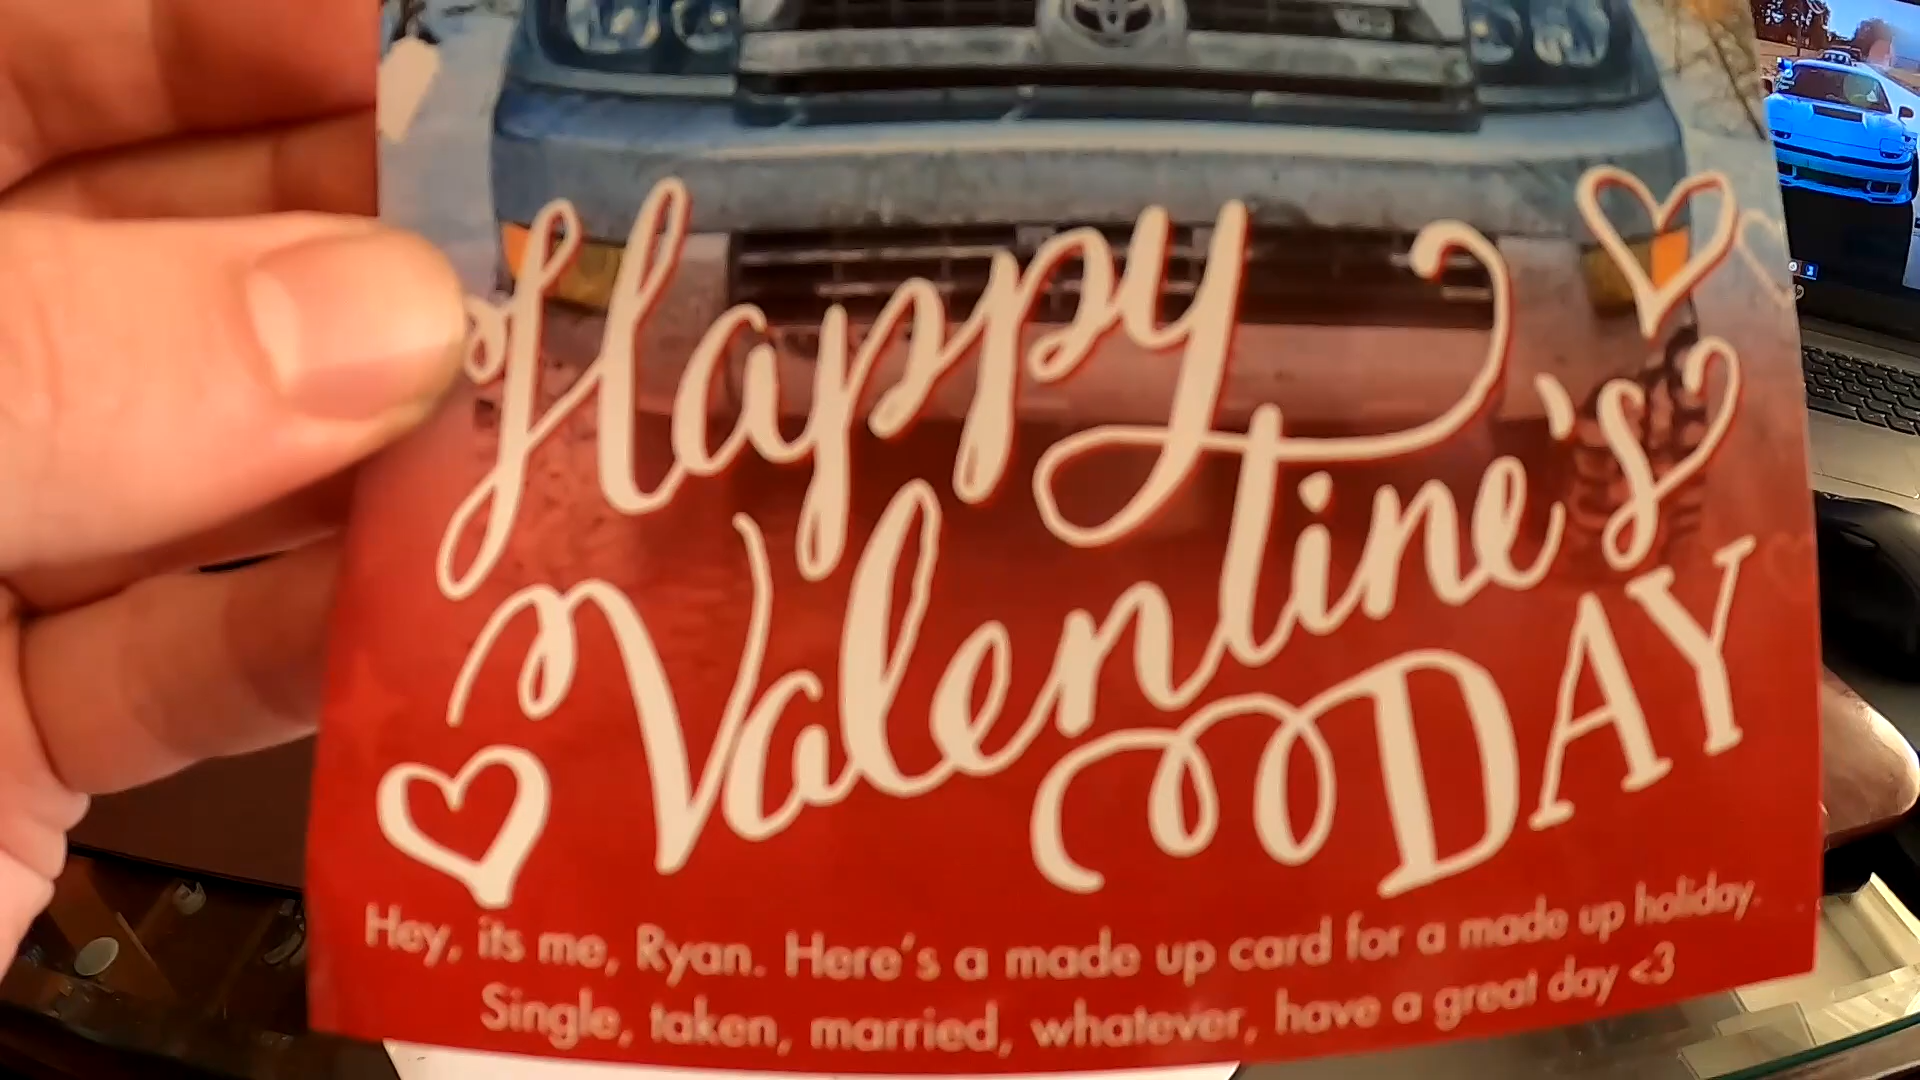 Happy
Valentine's
DAY
Hey, its me, Ryan. Here's a made up card for a made up holiday.
Single, taken, married, whatever, have a great day <3